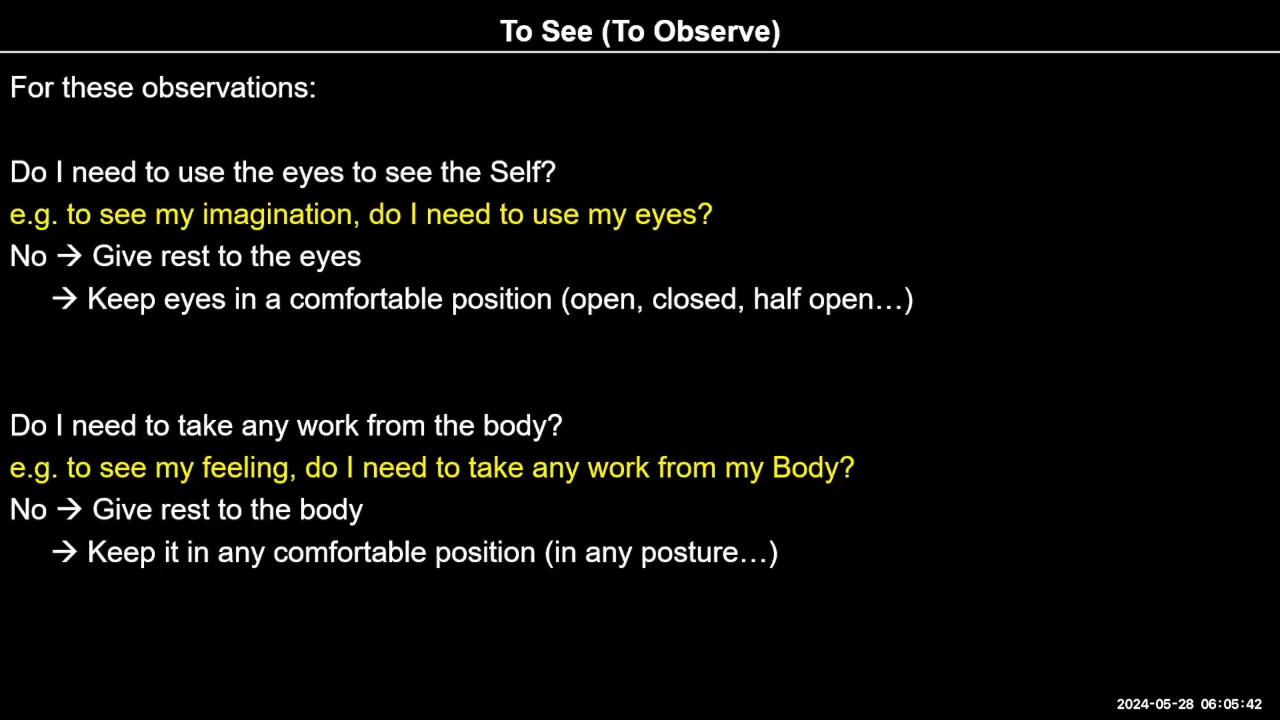 To See (To Observe)
For these observations:
Do I need to use the eyes to see the Self?
e.g. to see my imagination, do I need to use my eyes?
No → Give rest to the eyes
→ Keep eyes in a comfortable position (open, closed, half open…)
Do I need to take any work from the body?
e.g. to see my feeling, do I need to take any work from my Body?
No → Give rest to the body
→ Keep it in any comfortable position (in any posture…)
2024-05-28 06:05:42